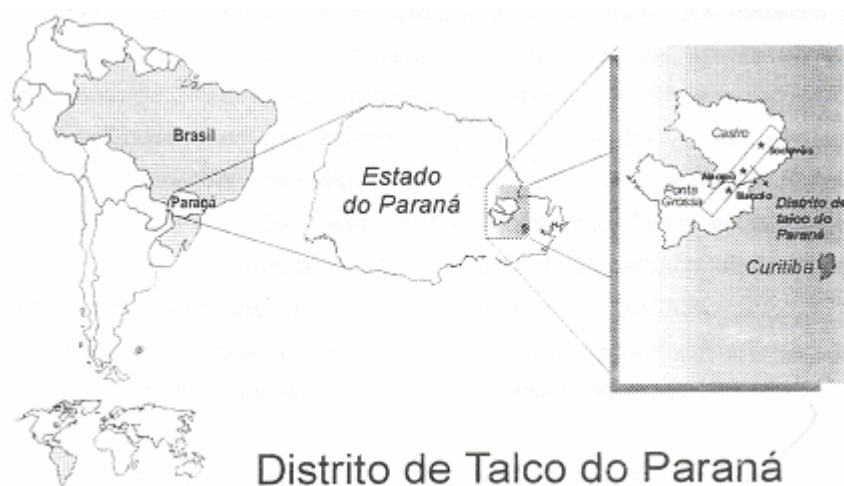 Brasil
Paraná
Estado
do Paraná
Castro
Socavão
Ponta
Grossa
Distrito de
talco do
Paraná
Curitiba
Distrito de Talco do Paraná